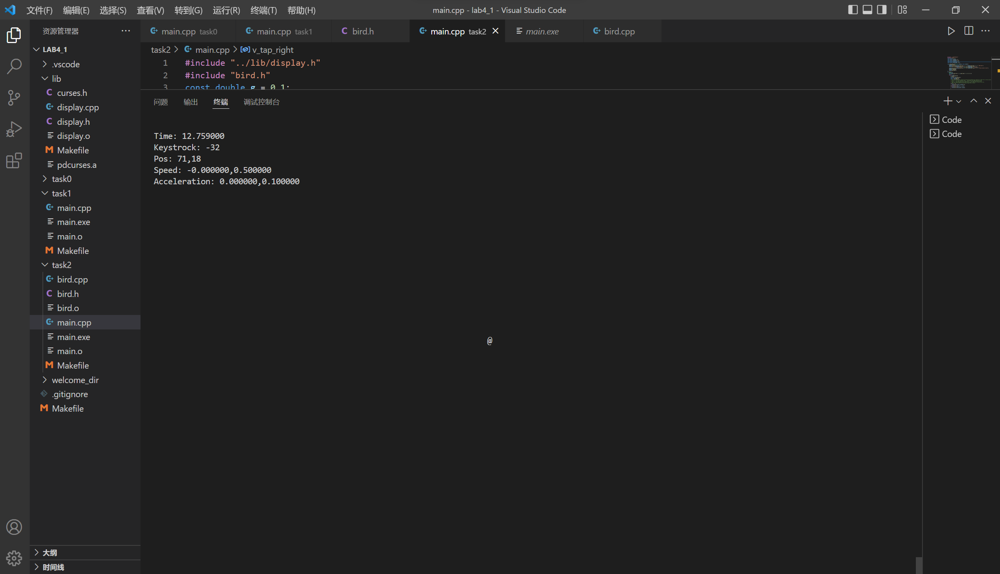 文件(F) 编辑(E) 选择(S) 查看(V) 转到(G) 运行(R) 终端(T) 帮助(H) main.cpp - lab4_1 - Visual Studio Code
资源管理器
LAB4_1
.vscode
lib
curses.h
display.cpp
display.h
display.o
Makefile
pdcurses.a
task0
task1
main.cpp
main.exe
main.o
Makefile
task2
bird.cpp
bird.h
bird.o
main.cpp
main.exe
main.o
Makefile
welcome_dir
.gitignore
Makefile
大纲
时间线
main.cpp task0 main.cpp task1 bird.h main.cpp task2 main.exe bird.cpp
task2 > main.cpp > v_tap_right
1 #include "../lib/display.h"
2 #include "bird.h"
3 const double g = 0.1;
问题 输出 终端 调试控制台
Time: 12.759000
Keystrock: -32
Pos: 71,18
Speed: -0.000000,0.500000
Acceleration: 0.000000,0.100000
@
Code
Code